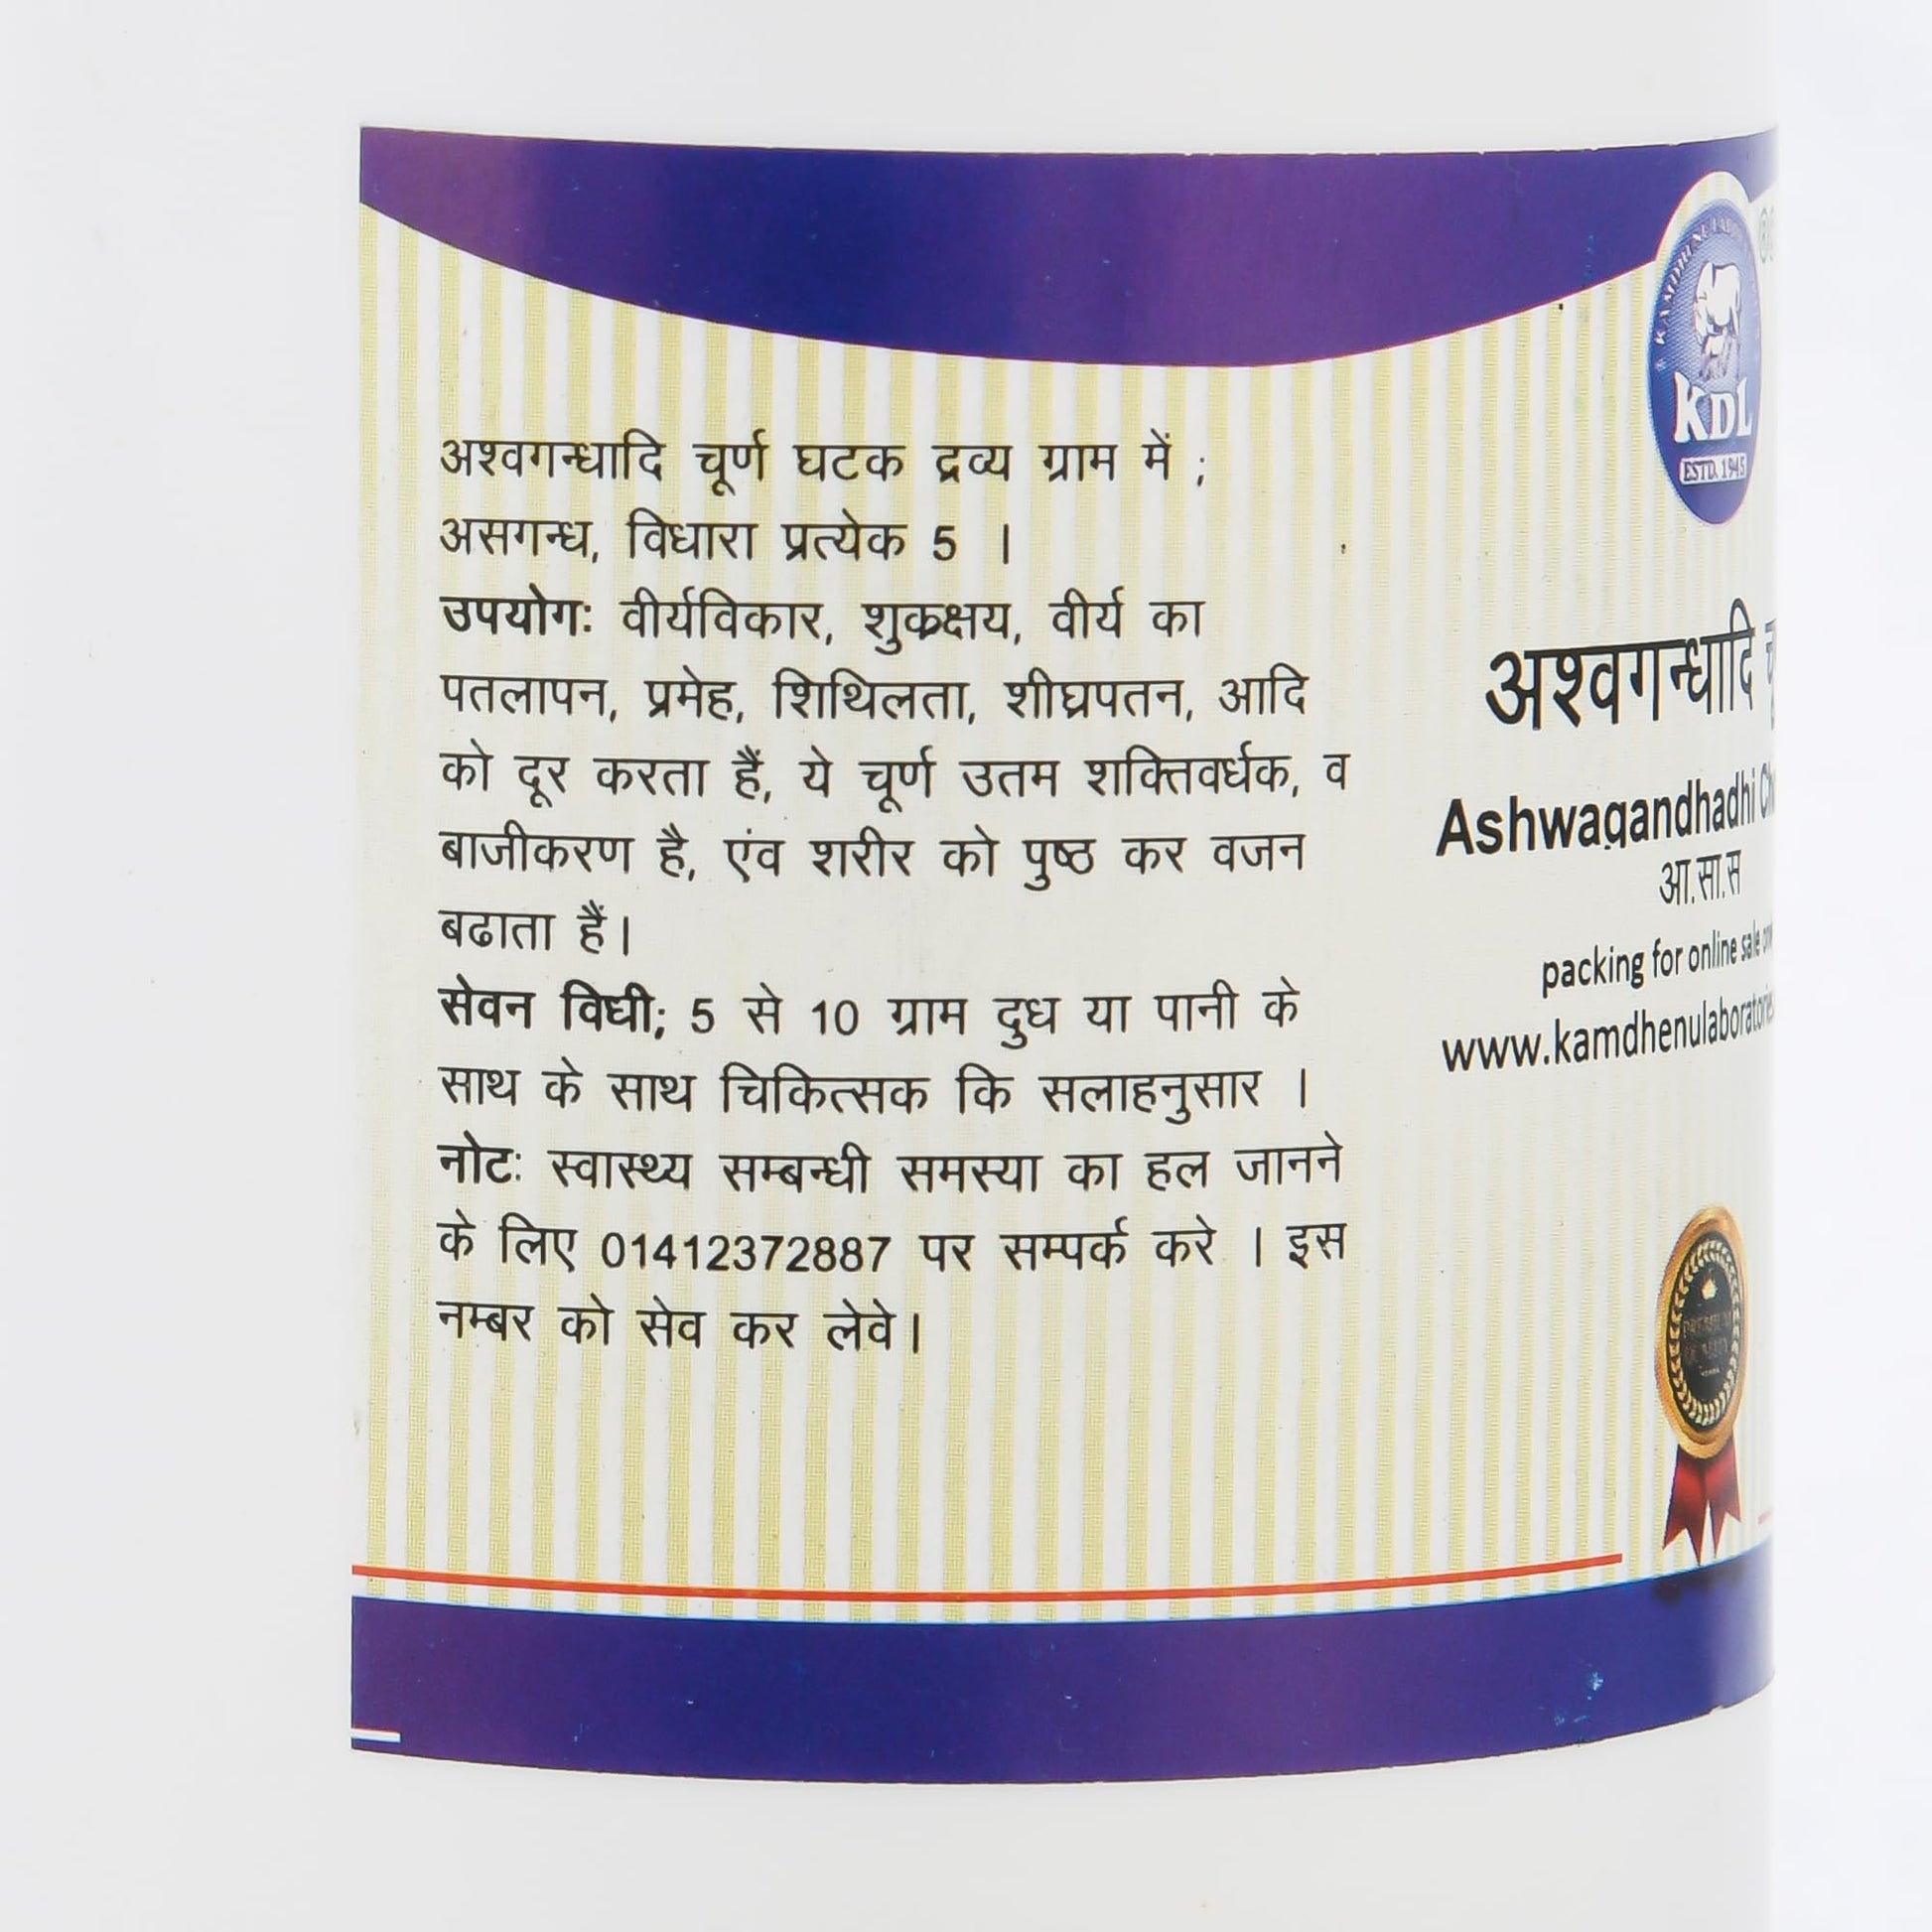 अश्वगन्धादि चूर्ण घटक द्रव्य ग्राम में ;
असगन्ध, विधारा प्रत्येक 5 ।
उपयोगः वीर्यविकार, शुक्रक्षय, वीर्य का
पतलापन, प्रमेह, शिथिलता, शीघ्रपतन, आदि
को दूर करता हैं, ये चूर्ण उतम शक्तिवर्धक, व
बाजीकरण है, एंव शरीर को पुष्ठ कर वजन
बढाता हैं।
सेवन विधी; 5 से 10 ग्राम दुध या पानी के
साथ के साथ चिकित्सक कि सलाहनुसार ।
नोटः स्वास्थ्य सम्बन्धी समस्या का हल जानने
के लिए 01412372887 पर सम्पर्क करे । इस
नम्बर को सेव कर लेवे।
KDL
ESTD. 1945
अश्वगन्धादि
Ashwagandhadhi
आ.सा.स
packing for online sale
www.kamdhenulaboratories